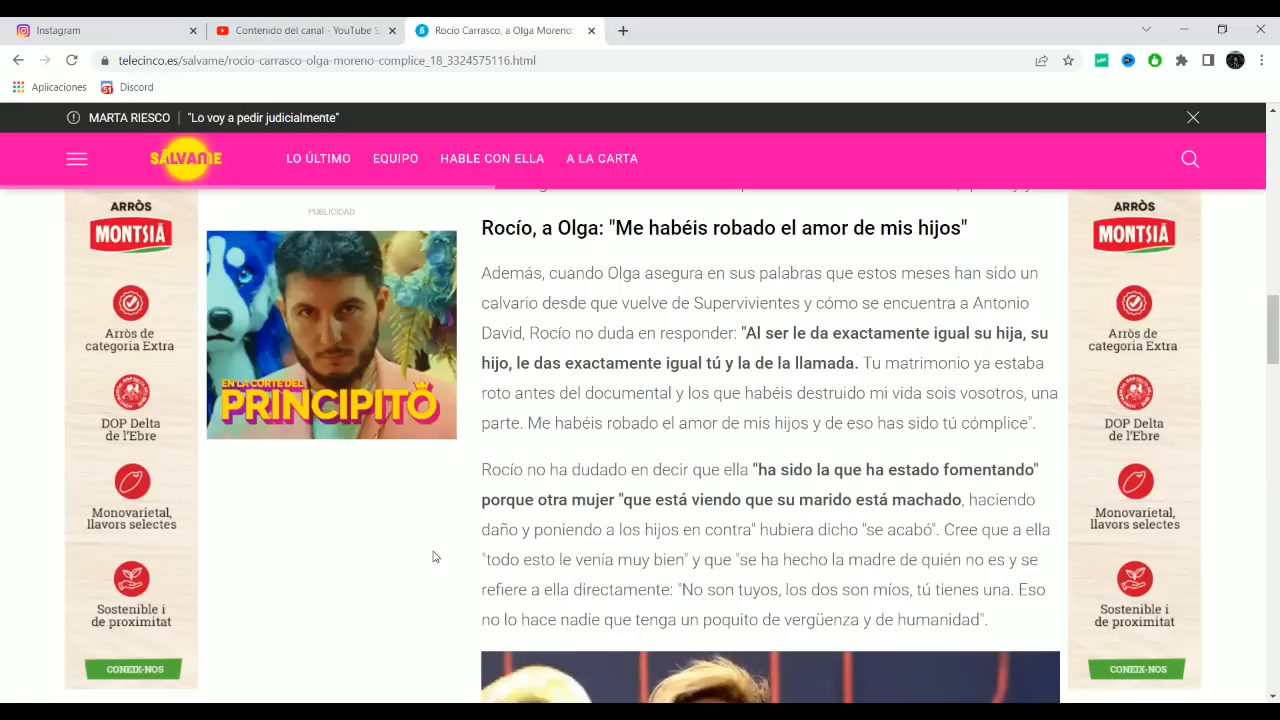 Instagram
Contenido del canal - YouTube S
Rocío Carrasco, a Olga Moreno:
telecinco.es/salvame/rocio-carrasco-olga-moreno-complice_18_3324575116.html
Aplicaciones
Discord
MARTA RIESCO | "Lo voy a pedir judicialmente"
SÁLVAME
LO ÚLTIMO
EQUIPO
HABLE CON ELLA
A LA CARTA
ARRÒS
MONTSIÀ
Arròs de
categoria Extra
DOP Delta
de l'Ebre
Monovarietal,
llavors selectes
Sostenible i
de proximitat
CONEIX-NOS
PUBLICIDAD
EN LA CORTE DEL
PRINCIPITO
Rocío, a Olga: "Me habéis robado el amor de mis hijos"
Además, cuando Olga asegura en sus palabras que estos meses han sido un
calvario desde que vuelve de Supervivientes y cómo se encuentra a Antonio
David, Rocío no duda en responder: "Al ser le da exactamente igual su hija, su
hijo, le das exactamente igual tú y la de la llamada. Tu matrimonio ya estaba
roto antes del documental y los que habéis destruido mi vida sois vosotros, una
parte. Me habéis robado el amor de mis hijos y de eso has sido tú cómplice".
Rocío no ha dudado en decir que ella "ha sido la que ha estado fomentando"
porque otra mujer "que está viendo que su marido está machado, haciendo
daño y poniendo a los hijos en contra" hubiera dicho "se acabó". Cree que a ella
"todo esto le venía muy bien" y que "se ha hecho la madre de quién no es y se
refiere a ella directamente: "No son tuyos, los dos son míos, tú tienes una. Eso
no lo hace nadie que tenga un poquito de vergüenza y de humanidad".
ARRÒS
MONTSIÀ
Arròs de
categoria Extra
DOP Delta
de l'Ebre
Monovarietal,
llavors selectes
Sostenible i
de proximitat
CONEIX-NOS